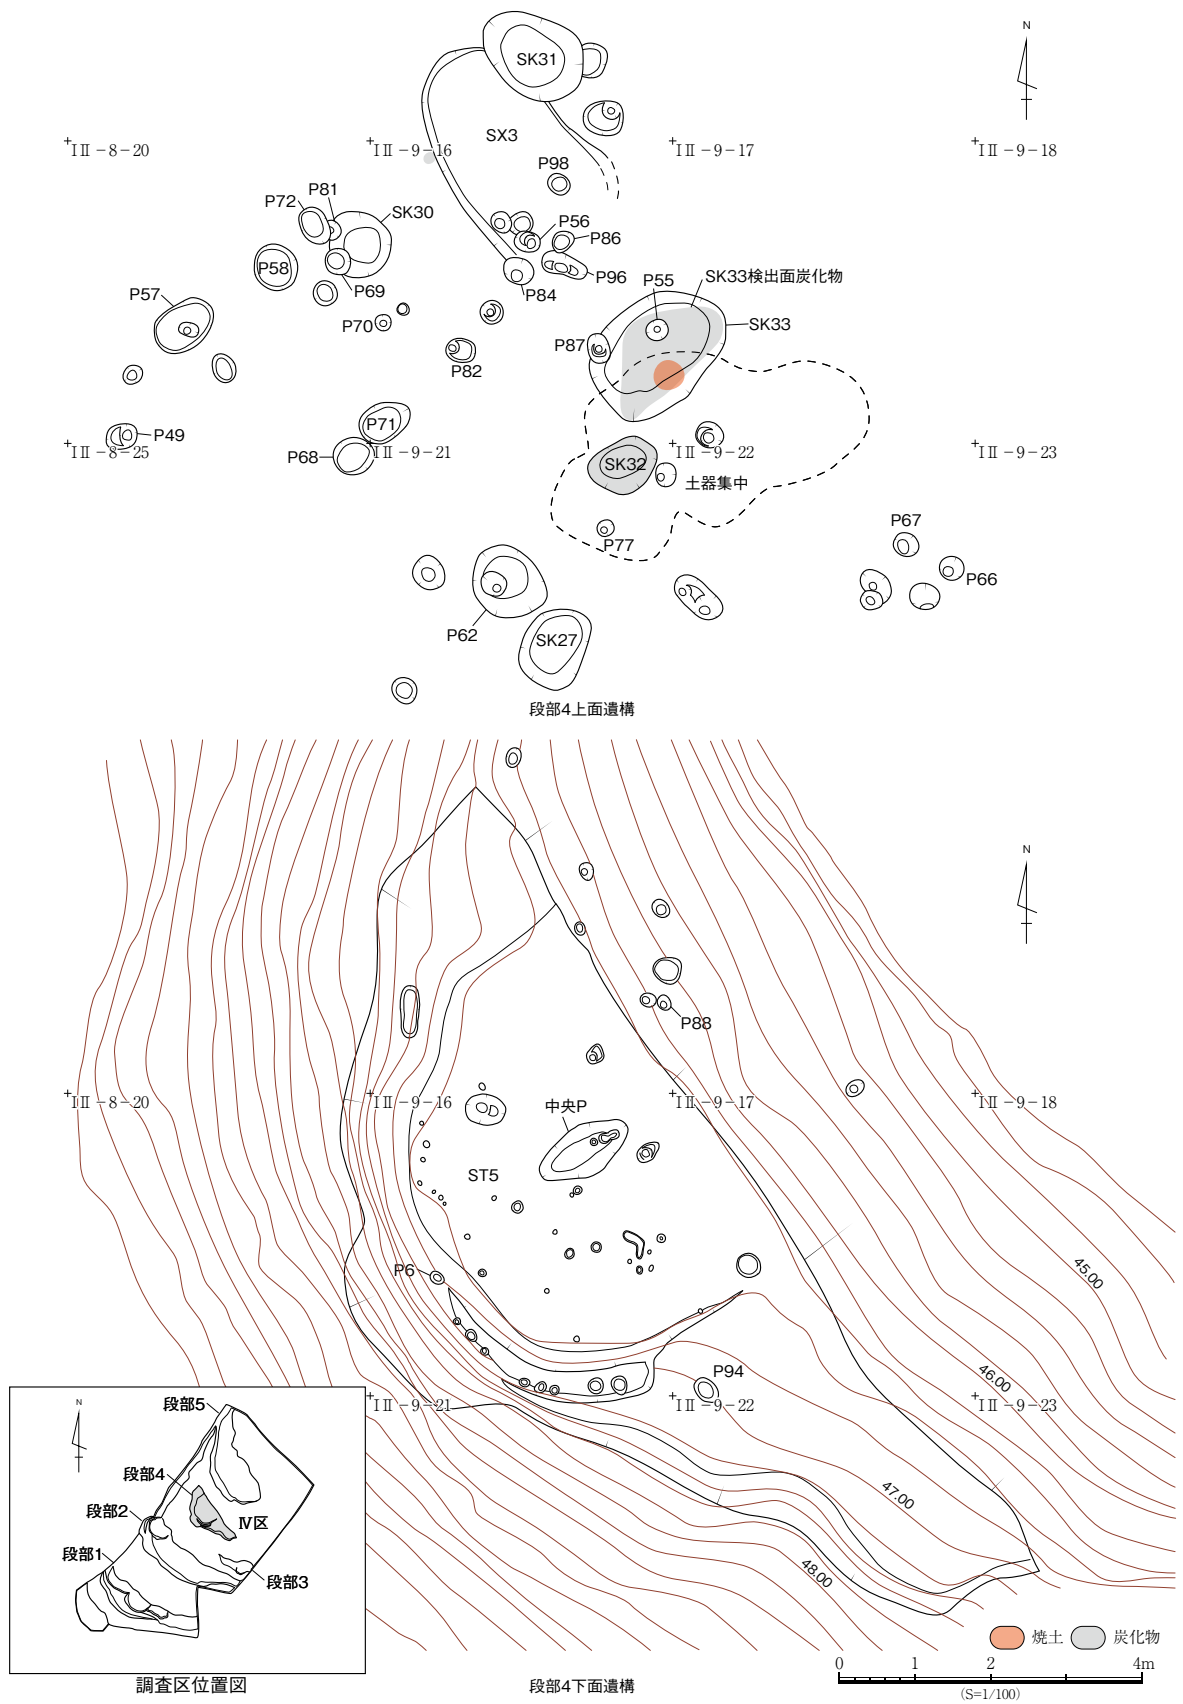 N
SK31
SX3
IⅡ-8-20
IⅡ-9-16
IⅡ-9-17
IⅡ-9-18
P98
P81
P72
SK30
P56
P86
P58
P96
P55
SK33検出面炭化物
P69
P84
P57
P70
SK33
P87
P82
P71
P49
IⅡ-8-25
P68
IⅡ-9-21
SK32
IⅡ-9-22
IⅡ-9-23
土器集中
P67
P77
P66
P62
SK27
段部4上面遺構
N
P88
IⅡ-8-20
IⅡ-9-16
中央P
IⅡ-9-17
IⅡ-9-18
ST5
P6
45.00
46.00
P94
IⅡ-9-21
IⅡ-9-22
IⅡ-9-23
47.00
48.00
N
段部5
段部4
段部2
Ⅳ区
段部1
段部3
調査区位置図
段部4下面遺構
焼土
炭化物
0 1 2 4m
(S=1/100)